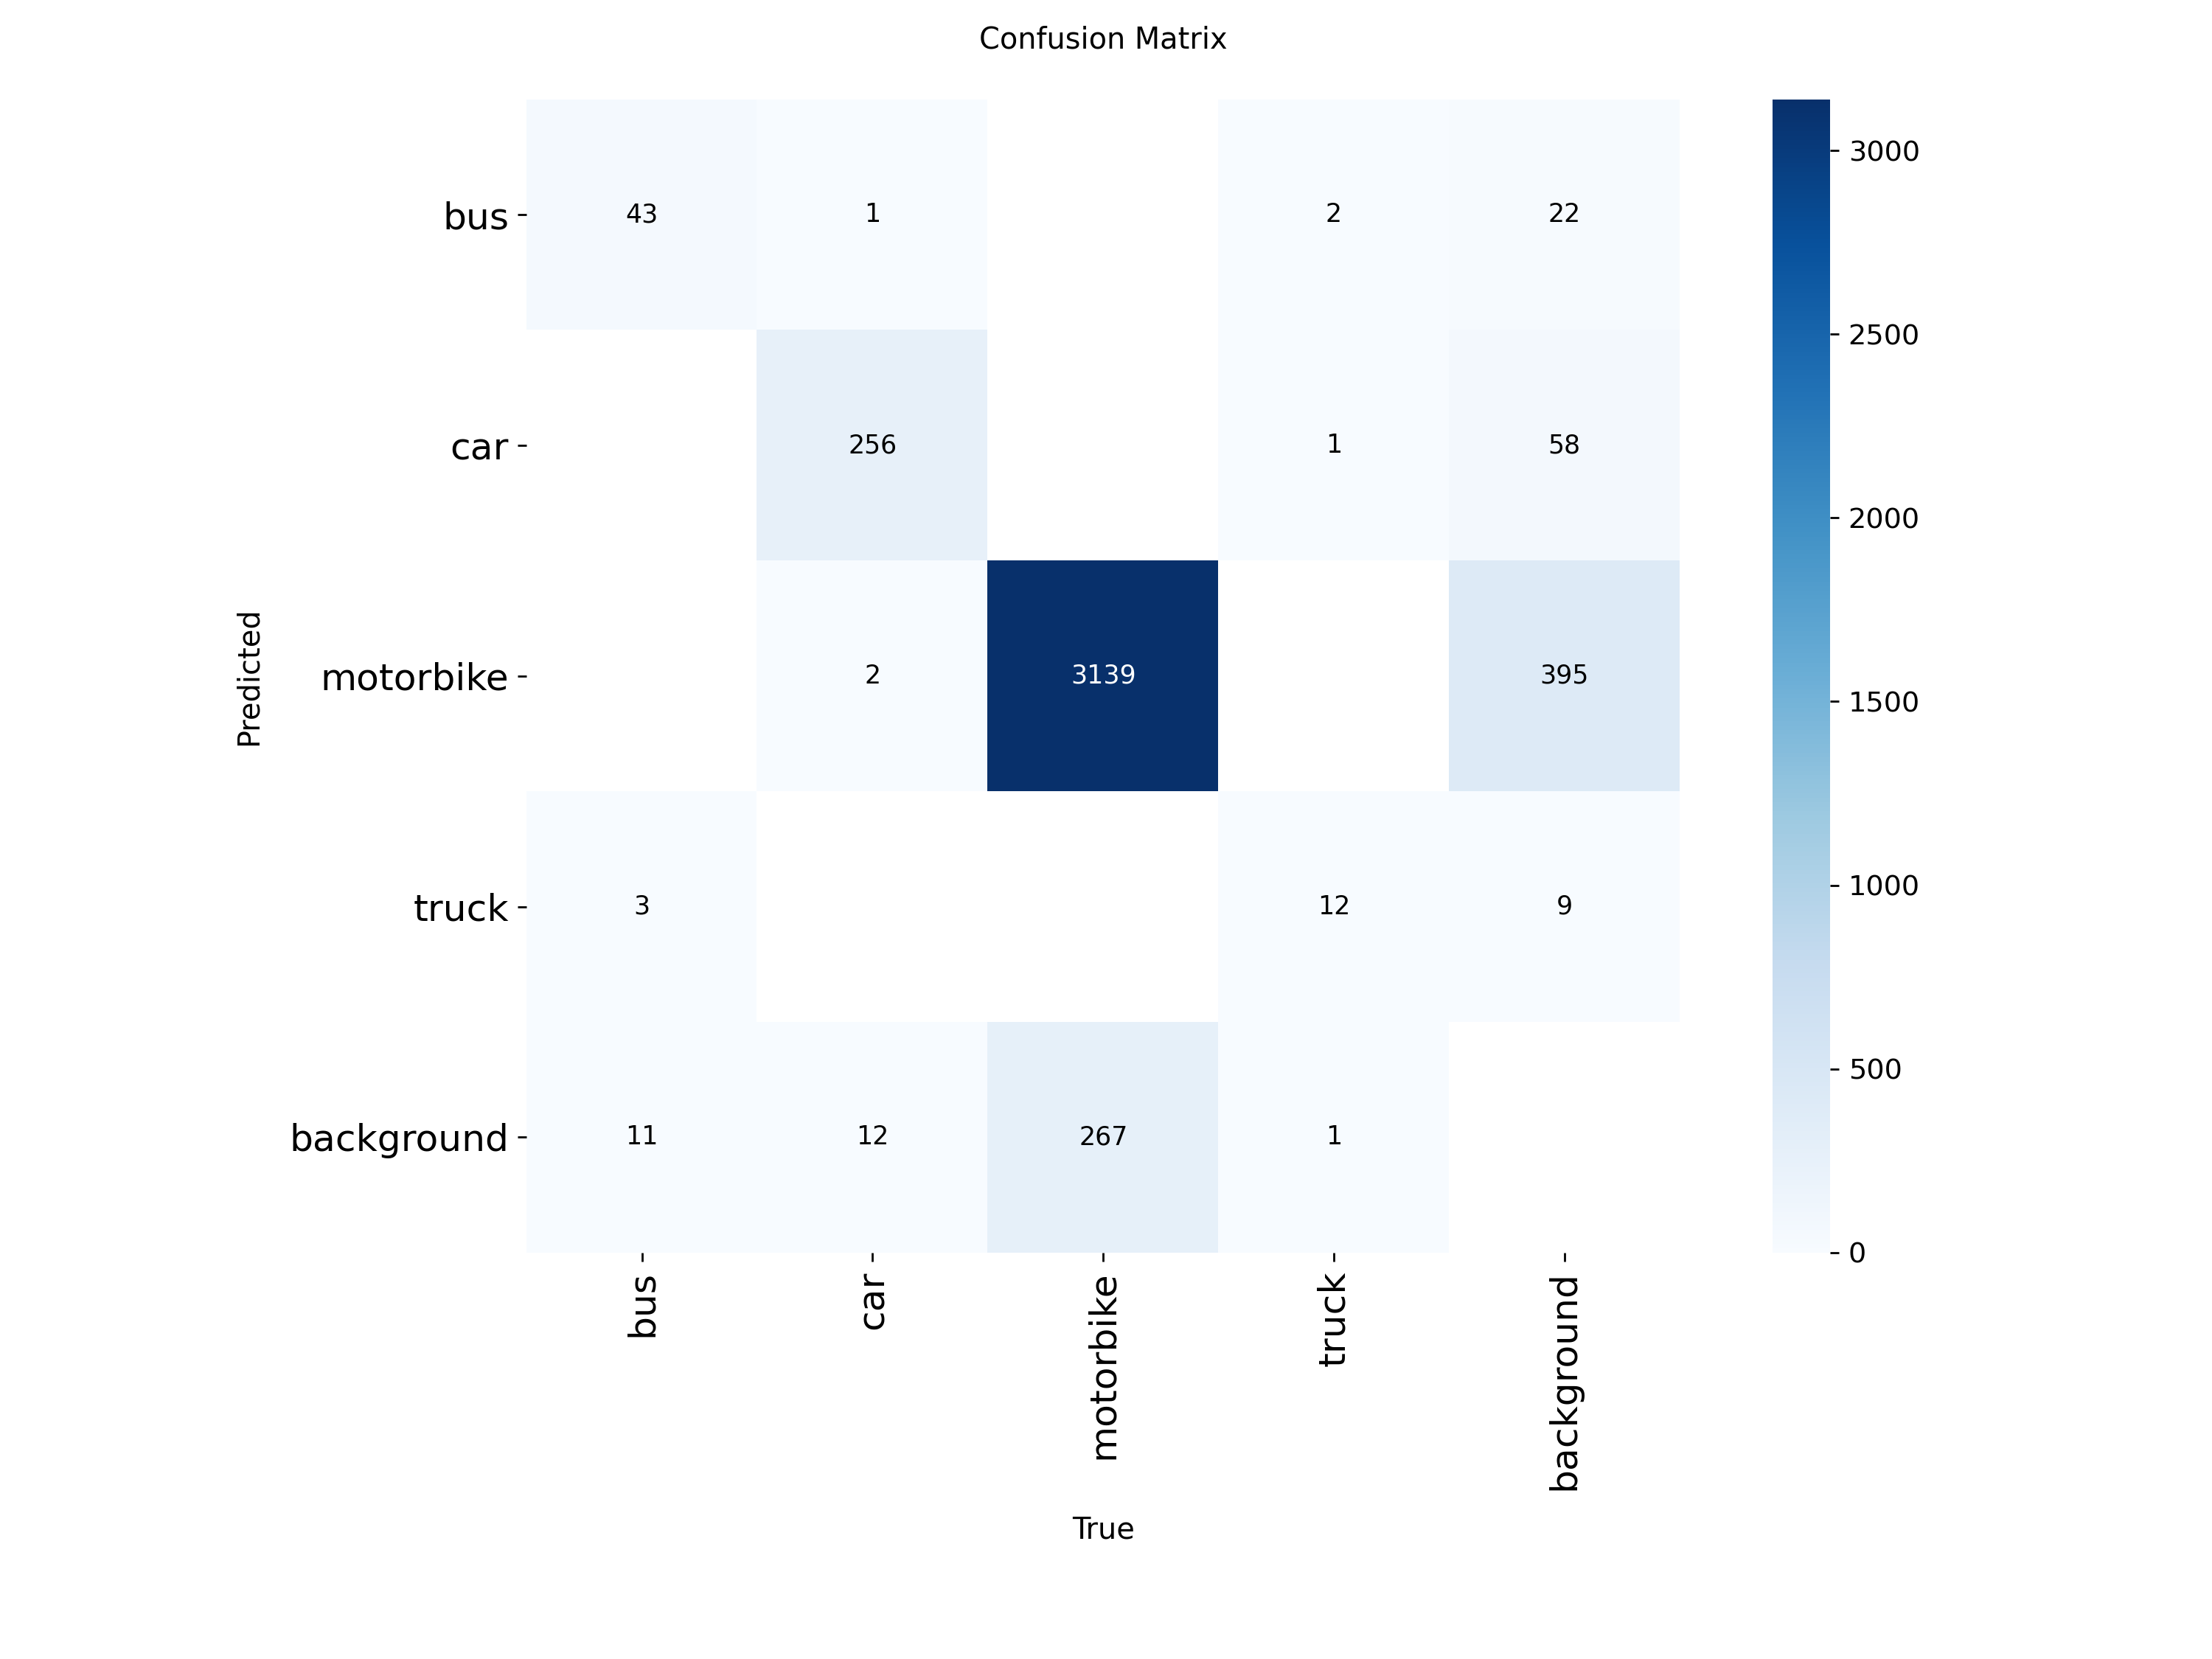 Confusion Matrix
bus 43 1 2 22
car 256 1 58
Predicted
motorbike 2 3139 395
truck 3 12 9
background 11 12 267 1
bus car motorbike truck background
True
3000
2500
2000
1500
1000
500
0